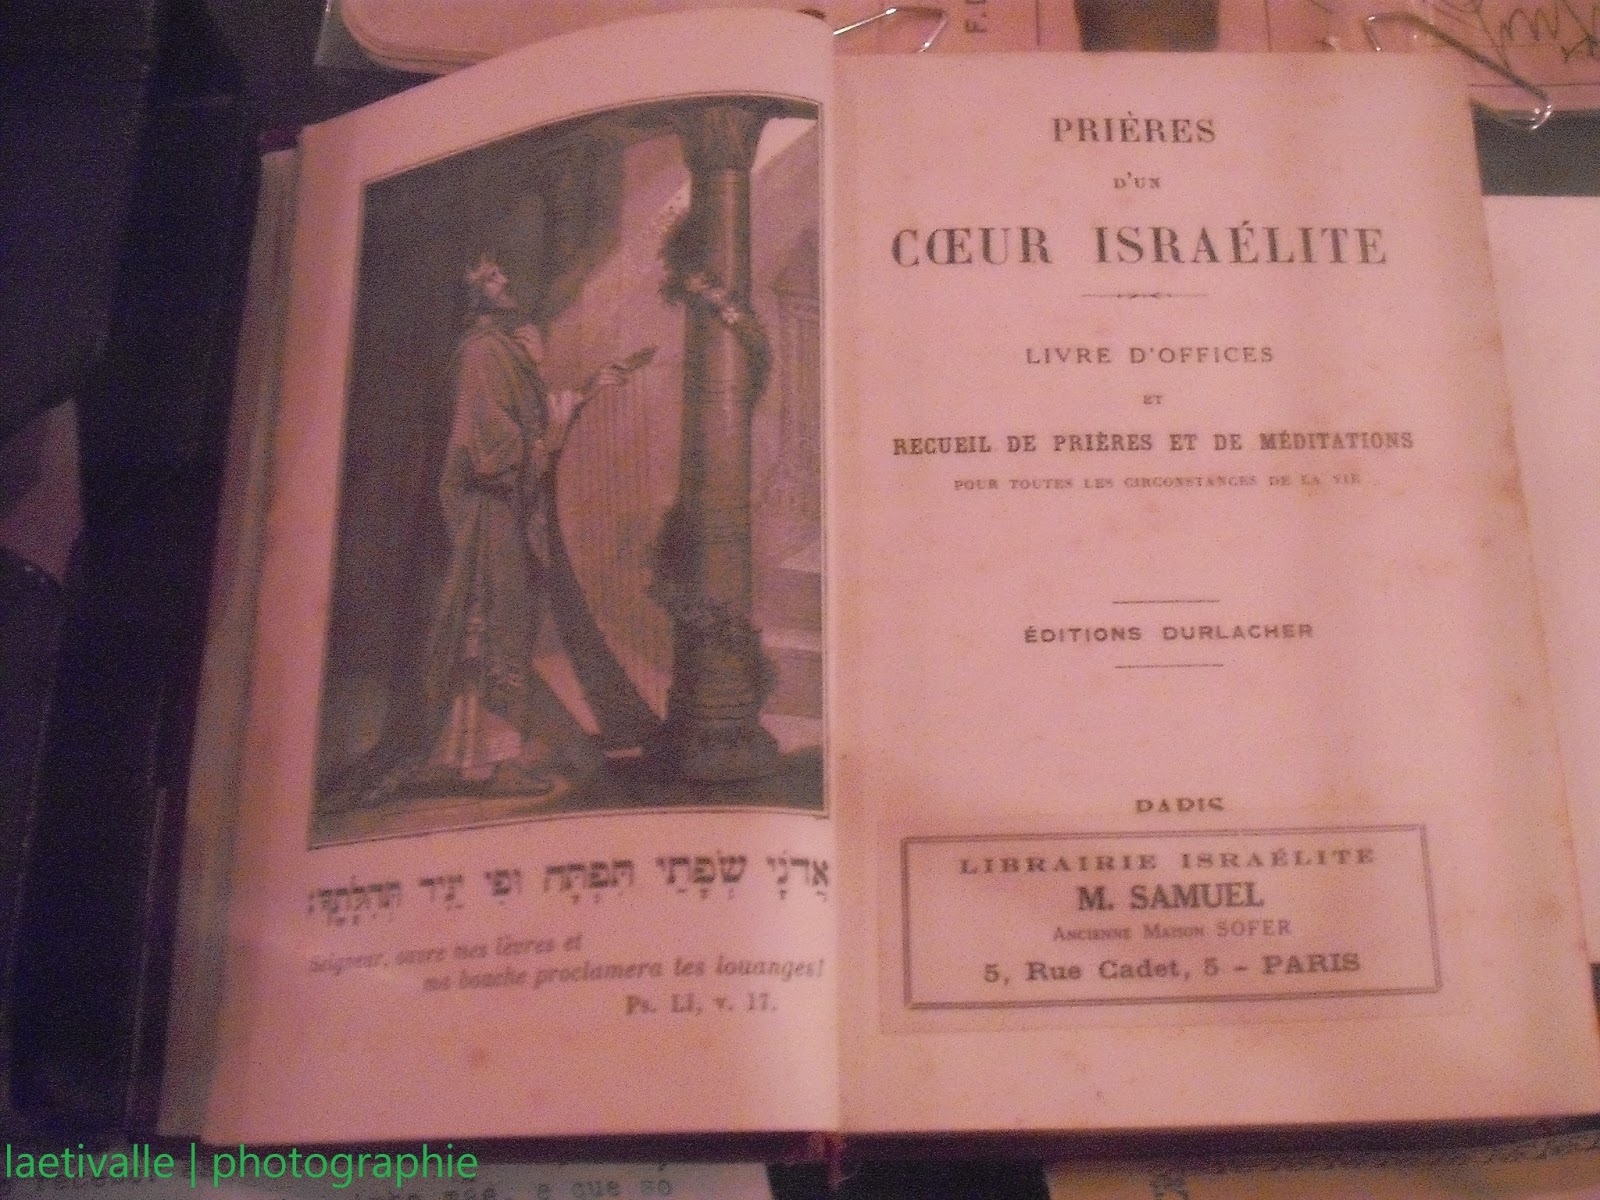 אֲדֹנָי שְׂפָתַי תִּפְתָּח וּפִי יַגִּיד תְּהִלָּתֶךָ:
Seigneur, ouvre mes lèvres et
ma bouche proclamera tes louanges!
Ps. LI, v. 17.
PRIÈRES
D'UN
CŒUR ISRAÉLITE
LIVRE D'OFFICES
ET
RECUEIL DE PRIÈRES ET DE MÉDITATIONS
POUR TOUTES LES CIRCONSTANCES DE LA VIE
ÉDITIONS DURLACHER
PARIS
LIBRAIRIE ISRAÉLITE
M. SAMUEL
ANCIENNE MAISON SOFER
5, Rue Cadet, 5 - PARIS
laetivalle | photographie